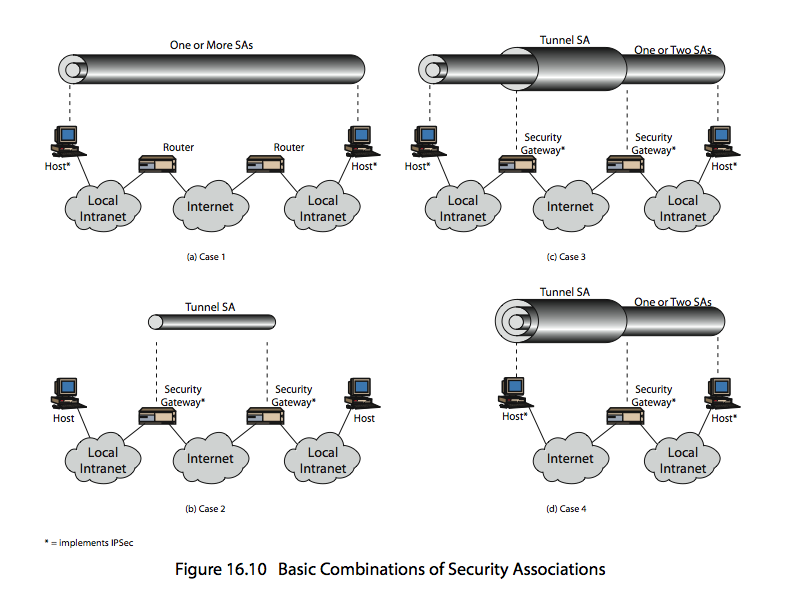 One or More SAs
Router
Router
Host*
Host*
Local
Intranet
Internet
Local
Intranet
(a) Case 1
Tunnel SA
One or Two SAs
Security
Gateway*
Security
Gateway*
Host*
Host*
Local
Intranet
Internet
Local
Intranet
(c) Case 3
Tunnel SA
Security
Gateway*
Security
Gateway*
Host
Host
Local
Intranet
Internet
Local
Intranet
(b) Case 2
Tunnel SA
One or Two SAs
Security
Gateway*
Host*
Host*
Internet
Local
Intranet
(d) Case 4
* = implements IPSec
Figure 16.10 Basic Combinations of Security Associations